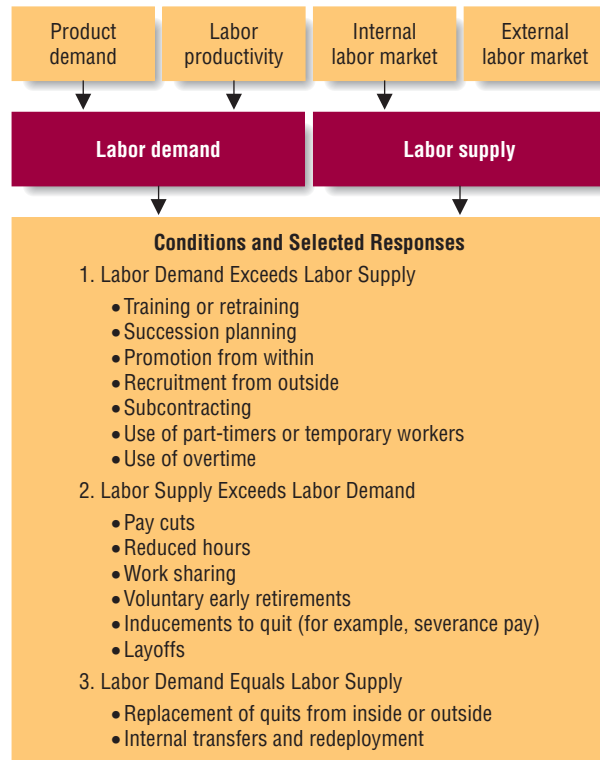 Product
demand
Labor
productivity
Internal
labor market
External
labor market
Labor demand
Labor supply
Conditions and Selected Responses
1. Labor Demand Exceeds Labor Supply
• Training or retraining
• Succession planning
• Promotion from within
• Recruitment from outside
• Subcontracting
• Use of part-timers or temporary workers
• Use of overtime
2. Labor Supply Exceeds Labor Demand
• Pay cuts
• Reduced hours
• Work sharing
• Voluntary early retirements
• Inducements to quit (for example, severance pay)
• Layoffs
3. Labor Demand Equals Labor Supply
• Replacement of quits from inside or outside
• Internal transfers and redeployment